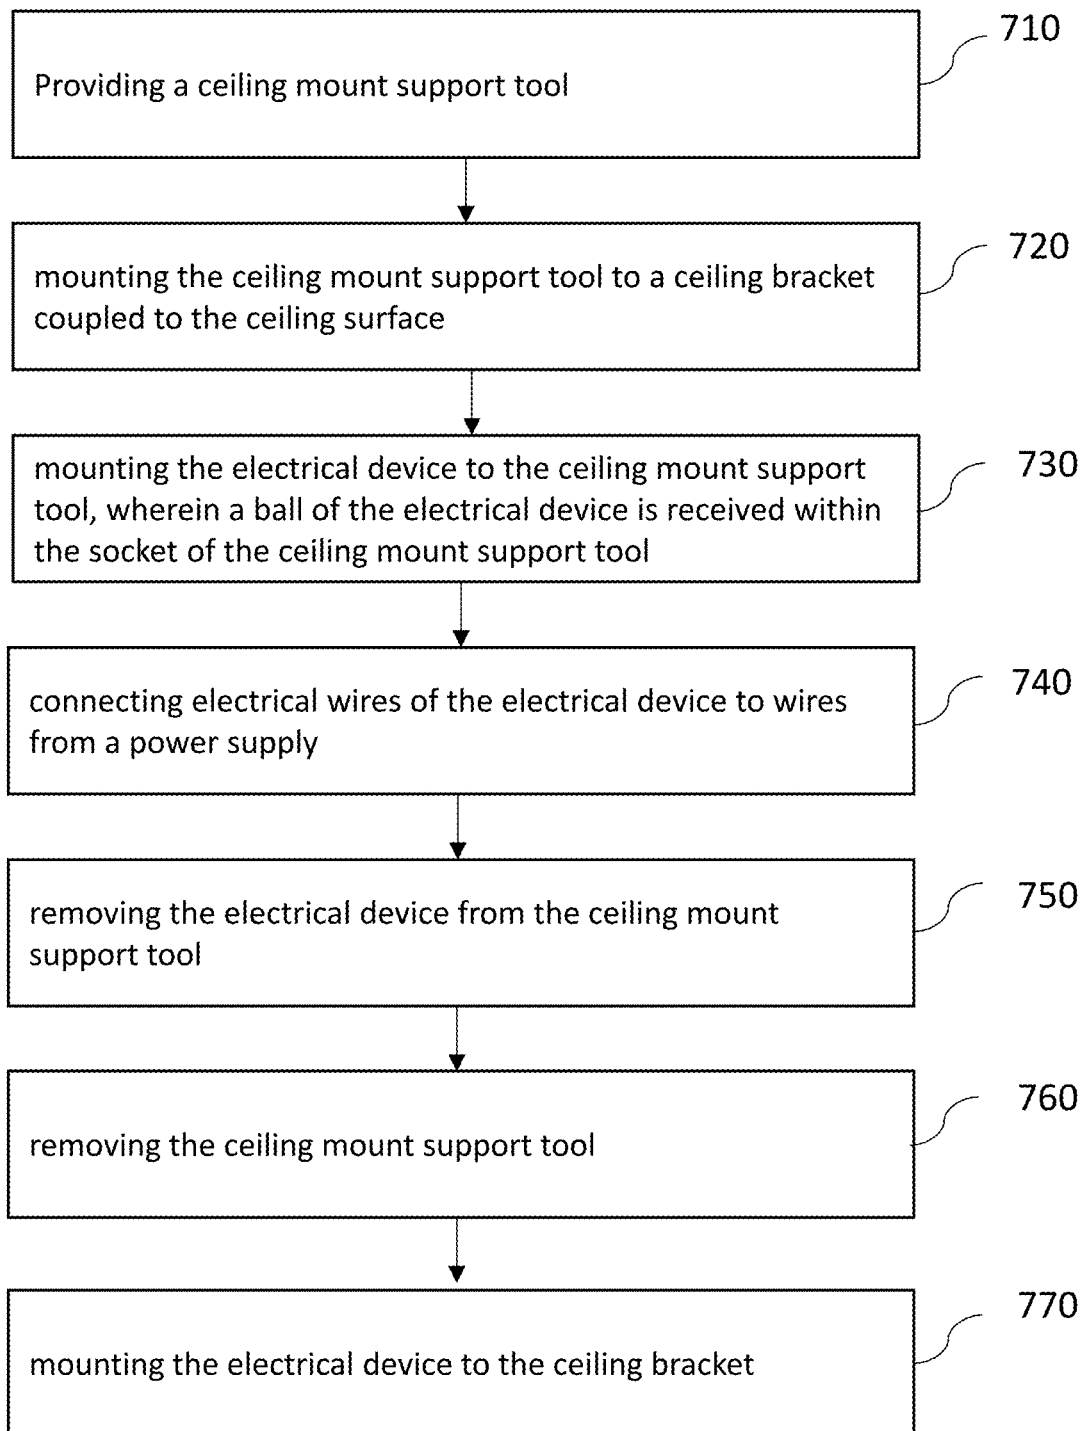 710
Providing a ceiling mount support tool
720
mounting the ceiling mount support tool to a ceiling bracket
coupled to the ceiling surface
730
mounting the electrical device to the ceiling mount support
tool, wherein a ball of the electrical device is received within
the socket of the ceiling mount support tool
740
connecting electrical wires of the electrical device to wires
from a power supply
750
removing the electrical device from the ceiling mount
support tool
760
removing the ceiling mount support tool
770
mounting the electrical device to the ceiling bracket